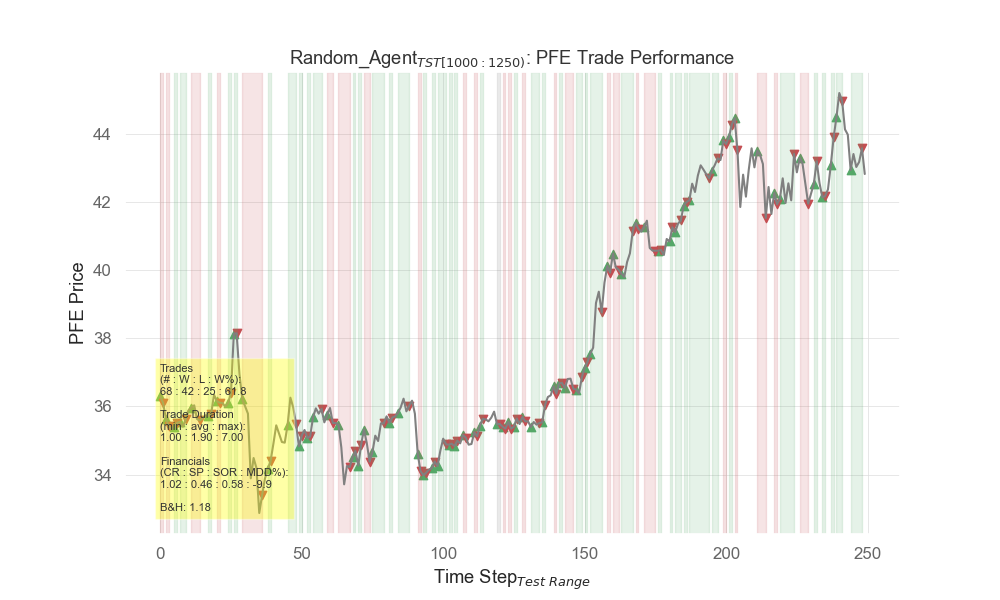 Random_Agent_TST[1000:1250): PFE Trade Performance
44
42
40
38
36
34
PFE Price
Trades
(# : W : L : W%):
68 : 42 : 25 : 61.8
Trade Duration
(min : avg : max):
1.00 : 1.90 : 7.00
Financials
(CR : SP : SOR : MDD%):
1.02 : 0.46 : 0.58 : -9.9
B&H: 1.18
0 50 100 150 200 250
Time Step_Test Range